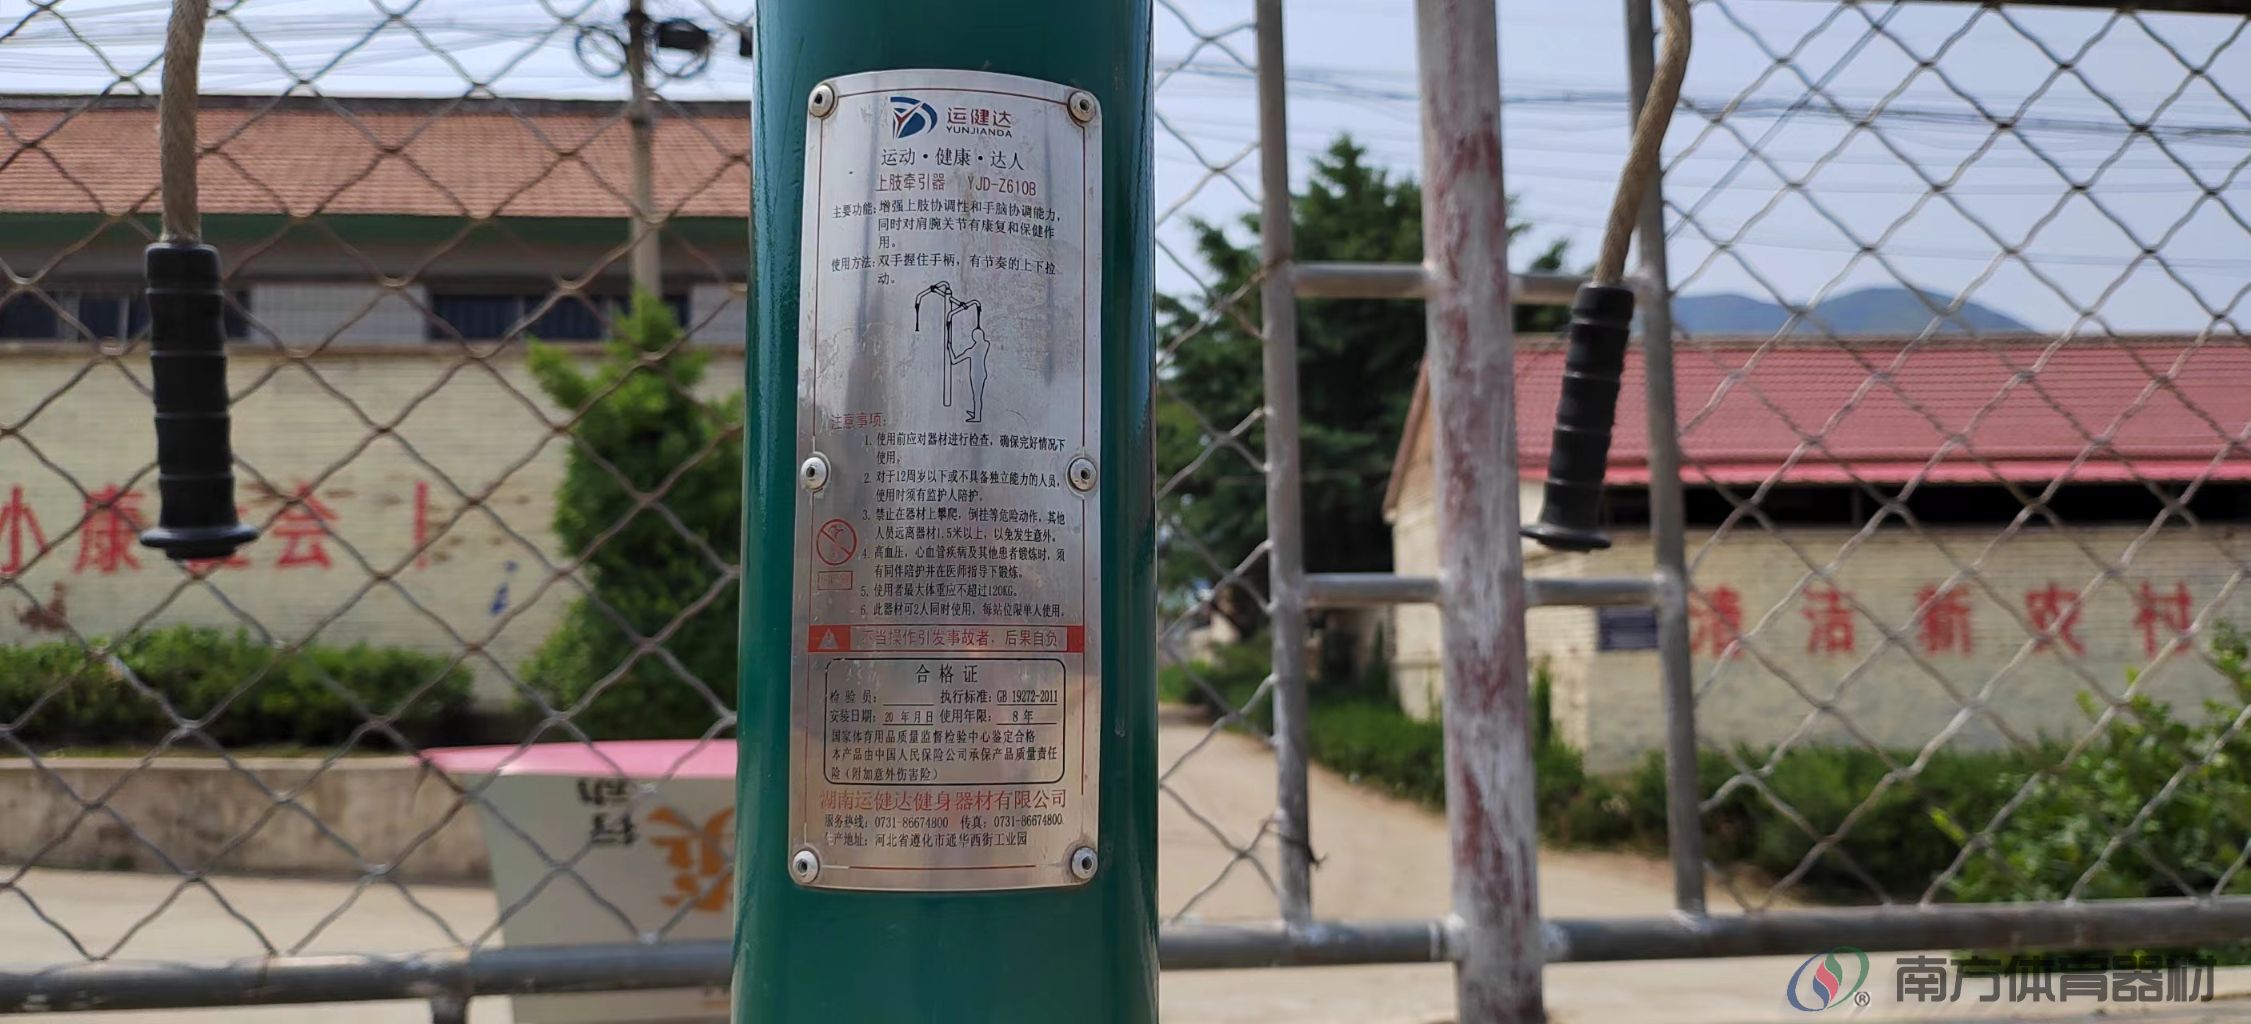 运健达
YUNJIANDA
运动·健康·达人
上肢牵引器 YJD-Z610B
主要功能:增强上肢协调性和手脑协调能力,
同时对肩腕关节有康复和保健作
用。
使用方法:双手握住手柄,有节奏的上下拉
动。
注意事项:
1. 使用前应对器材进行检查,确保完好情况下
使用。
2. 对于12周岁以下或不具备独立能力的人员,
使用时须有监护人陪护。
3. 禁止在器材上攀爬,倒挂等危险动作,其他
人员远离器材1.5米以上,以免发生意外。
4. 高血压,心血管疾病及其他患者锻炼时,须
有同伴陪护并在医师指导下锻炼。
5. 使用者最大体重应不超过120KG。
6. 此器材可2人同时使用,每站位限单人使用。
不当操作引发事故者,后果自负
合格证
检验员: 执行标准:GB 19272-2011
安装日期:20 年月日 使用年限: 8年
国家体育用品质量监督检验中心鉴定合格
本产品由中国人民保险公司承保产品质量责任
险(附加意外伤害险)
湖南运健达健身器材有限公司
服务热线:0731-86674800 传真:0731-86674800
生产地址:河北省遵化市通华西街工业园
小康社会
清洁新农村
南方体育器材
®